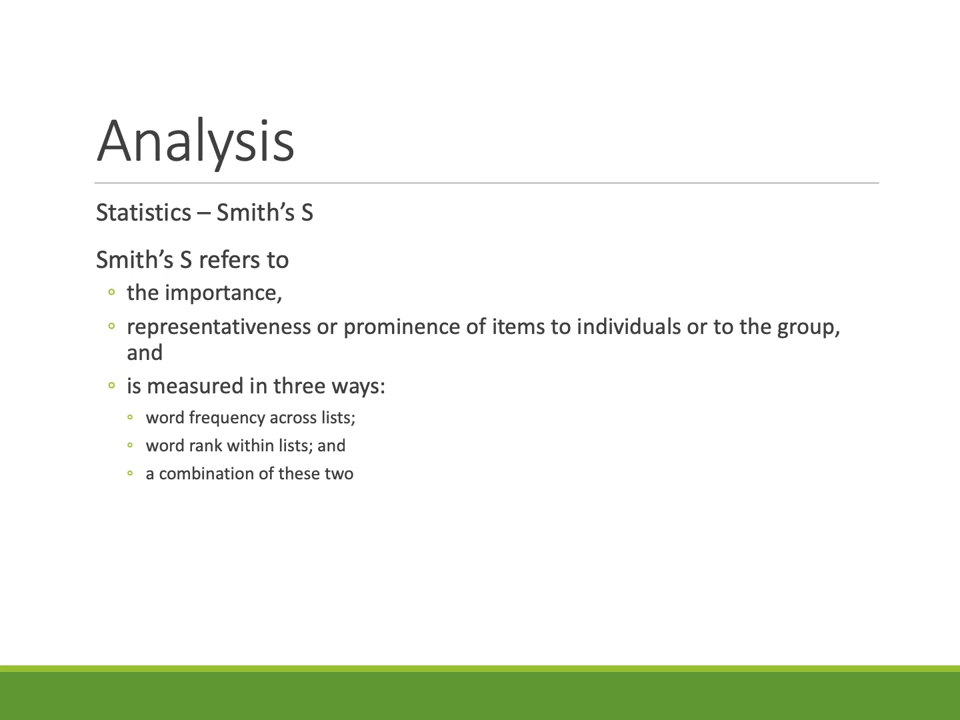 Analysis
Statistics – Smith’s S
Smith’s S refers to
◦ the importance,
◦ representativeness or prominence of items to individuals or to the group,
and
◦ is measured in three ways:
◦ word frequency across lists;
◦ word rank within lists; and
◦ a combination of these two